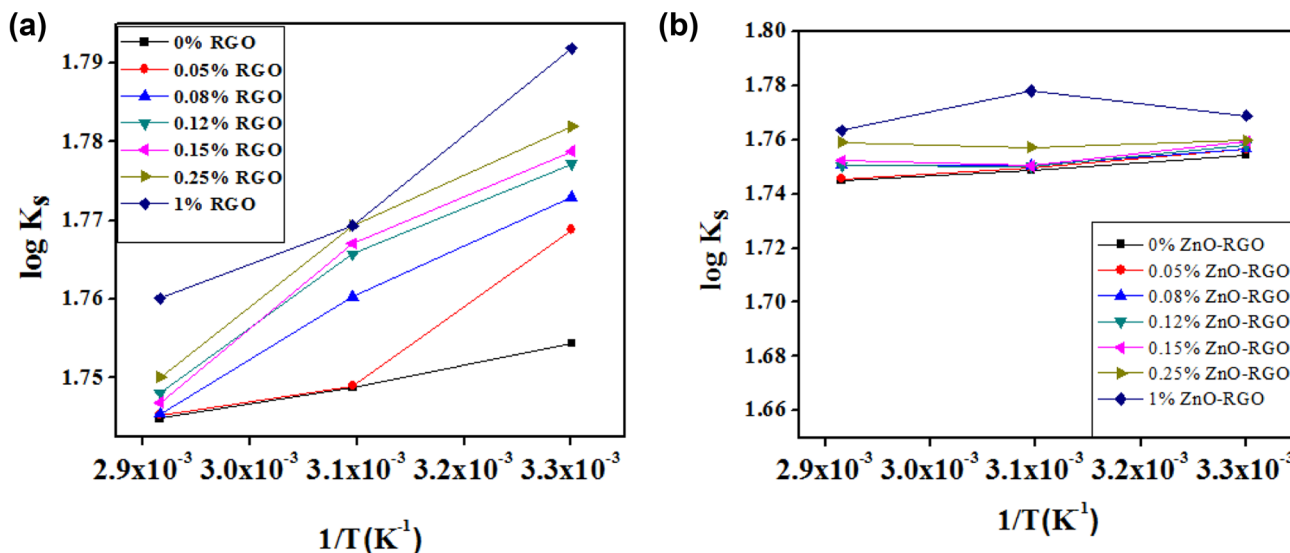 (a)
0% RGO
0.05% RGO
0.08% RGO
0.12% RGO
0.15% RGO
0.25% RGO
1% RGO
1.79
1.78
1.77
1.76
1.75
log Kₛ
2.9x10⁻³ 3.0x10⁻³ 3.1x10⁻³ 3.2x10⁻³ 3.3x10⁻³
1/T(K⁻¹)
(b)
1.80
1.78
1.76
1.74
1.72
1.70
1.68
1.66
log Kₛ
0% ZnO-RGO
0.05% ZnO-RGO
0.08% ZnO-RGO
0.12% ZnO-RGO
0.15% ZnO-RGO
0.25% ZnO-RGO
1% ZnO-RGO
2.9x10⁻³ 3.0x10⁻³ 3.1x10⁻³ 3.2x10⁻³ 3.3x10⁻³
1/T(K⁻¹)